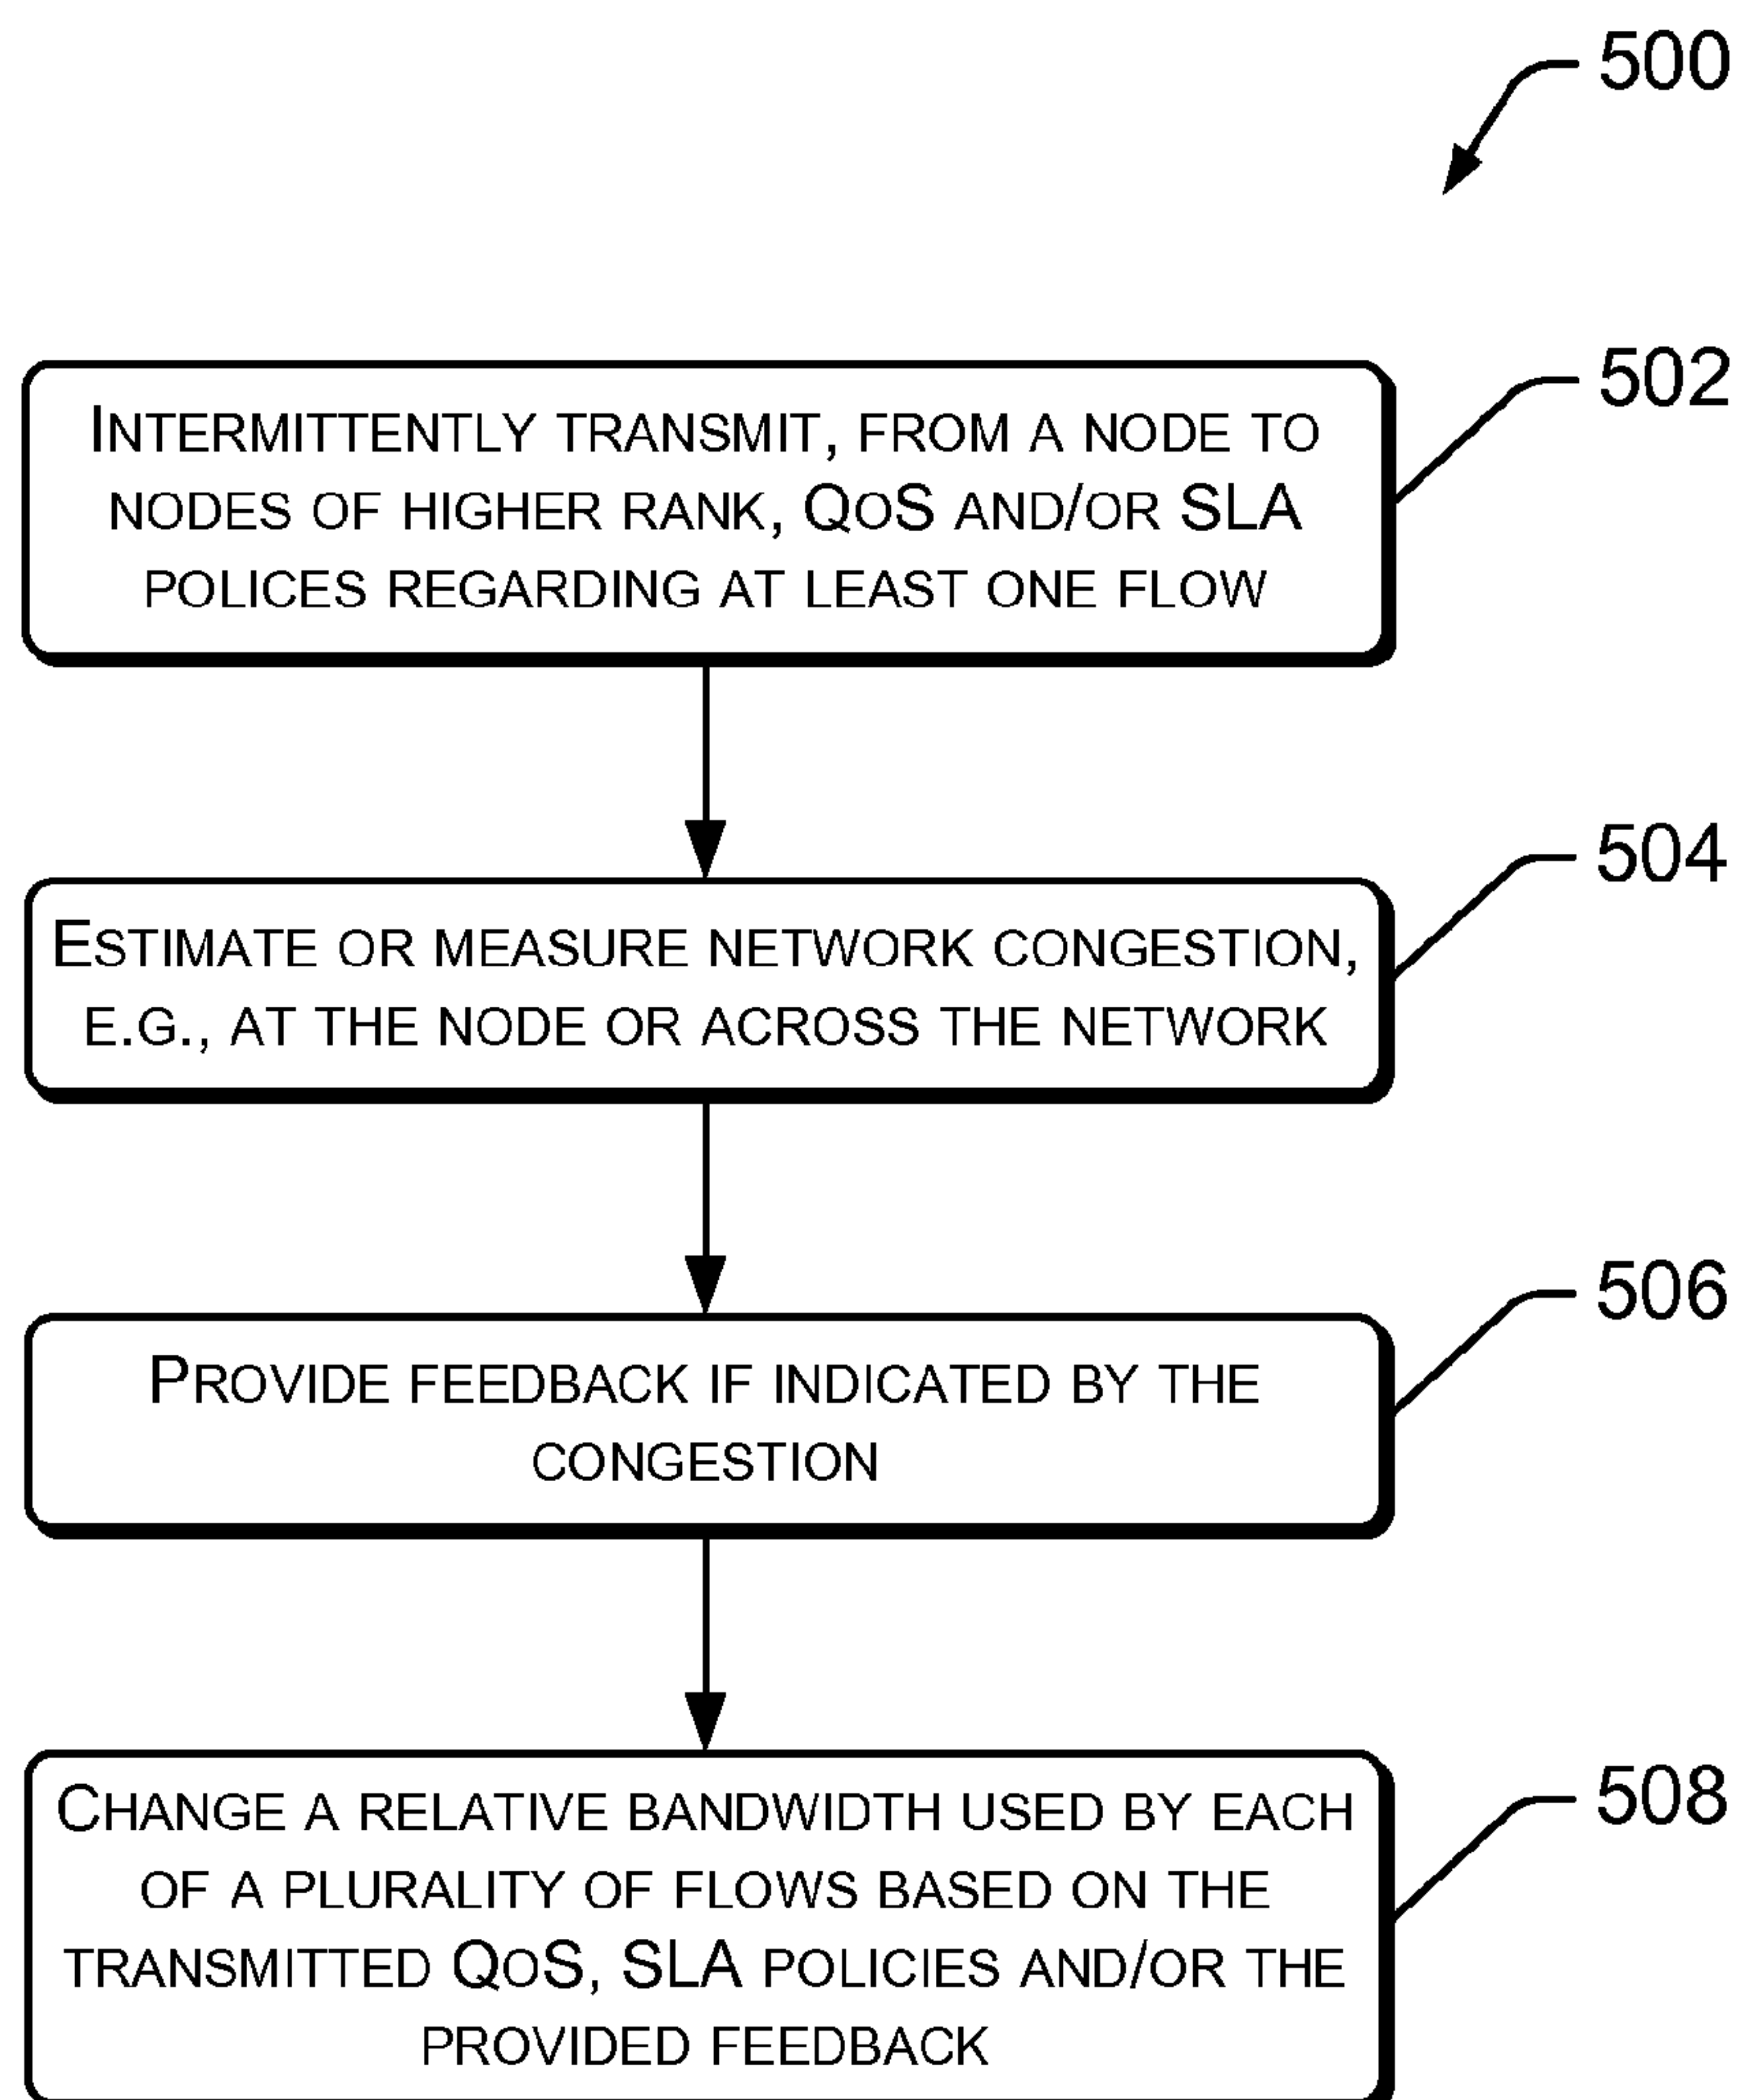 500
502
INTERMITTENTLY TRANSMIT, FROM A NODE TO
NODES OF HIGHER RANK, QOS AND/OR SLA
POLICES REGARDING AT LEAST ONE FLOW
504
ESTIMATE OR MEASURE NETWORK CONGESTION,
E.G., AT THE NODE OR ACROSS THE NETWORK
506
PROVIDE FEEDBACK IF INDICATED BY THE
CONGESTION
508
CHANGE A RELATIVE BANDWIDTH USED BY EACH
OF A PLURALITY OF FLOWS BASED ON THE
TRANSMITTED QOS, SLA POLICIES AND/OR THE
PROVIDED FEEDBACK